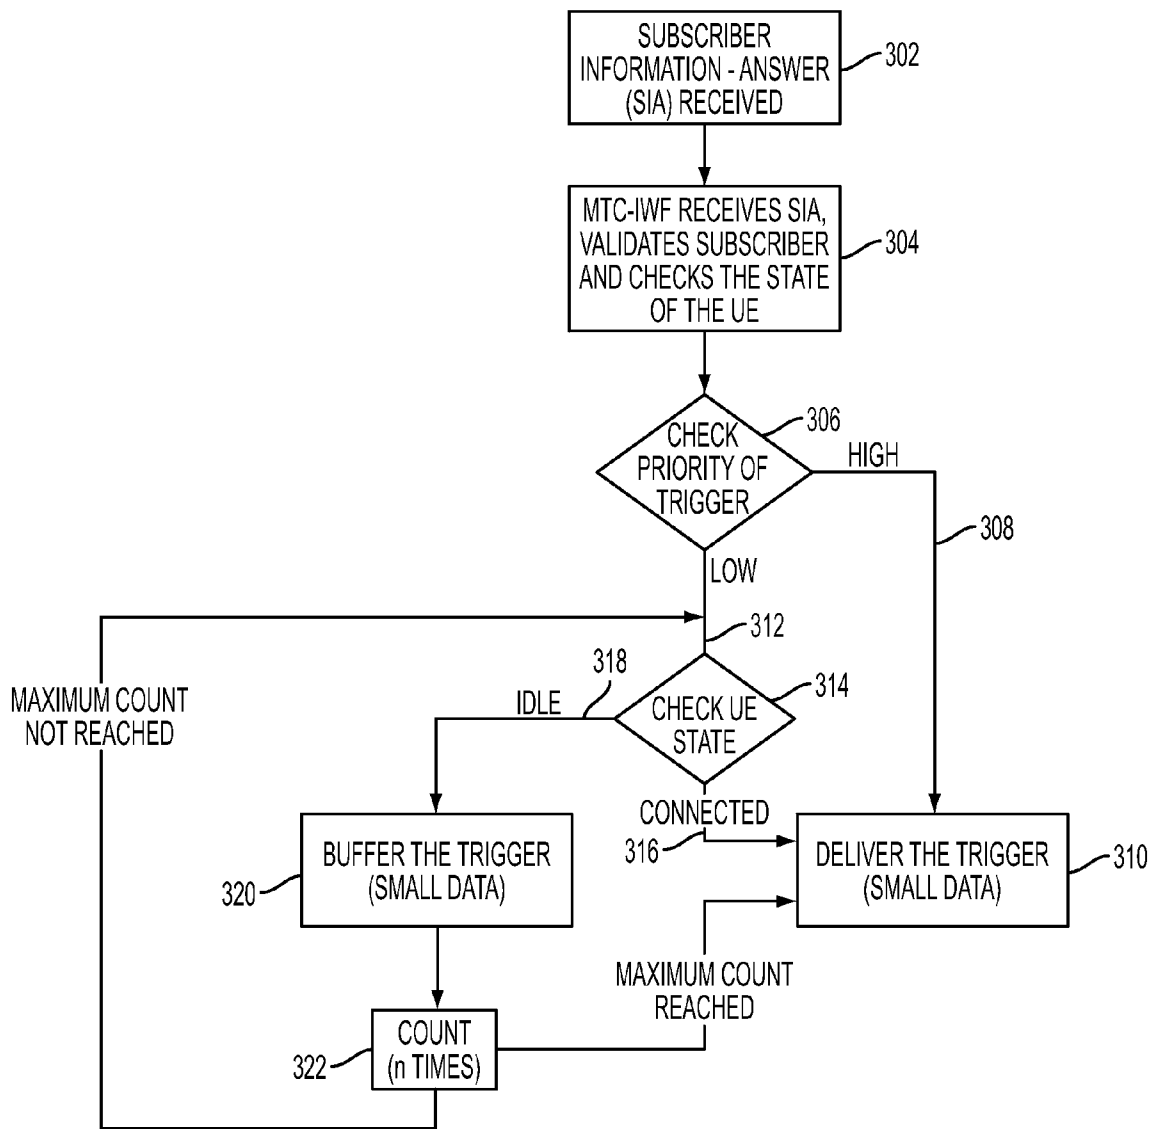 SUBSCRIBER
INFORMATION - ANSWER
(SIA) RECEIVED
302
MTC-IWF RECEIVES SIA,
VALIDATES SUBSCRIBER
AND CHECKS THE STATE
OF THE UE
304
CHECK
PRIORITY OF
TRIGGER
306
HIGH
308
LOW
312
318
IDLE
CHECK UE
STATE
314
MAXIMUM COUNT
NOT REACHED
CONNECTED
316
BUFFER THE TRIGGER
(SMALL DATA)
320
DELIVER THE TRIGGER
(SMALL DATA)
310
MAXIMUM COUNT
REACHED
COUNT
(n TIMES)
322